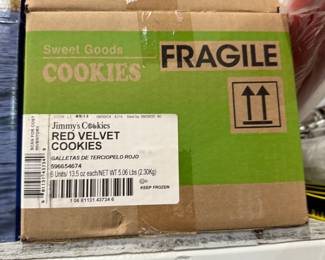 Sweet Goods
COOKIES
FRAGILE
Jimmy's Cookies
RED VELVET
COOKIES
GALLETAS DE TERCIOPELO ROJO
596654674
6 Units/ 13.5 oz each/NET WT 5.06 Lbs (2.30Kg)
KEEP FROZEN